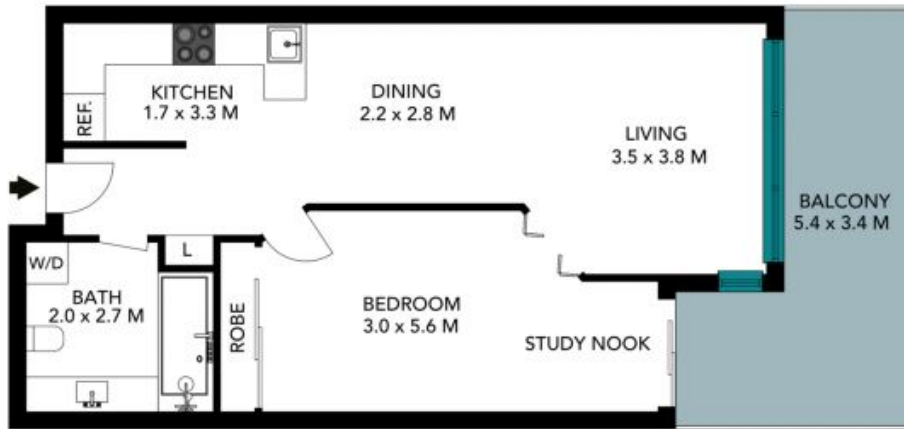 KITCHEN
1.7 x 3.3 M
REF.
DINING
2.2 x 2.8 M
LIVING
3.5 x 3.8 M
BALCONY
5.4 x 3.4 M
L
W/D
BATH
2.0 x 2.7 M
ROBE
BEDROOM
3.0 x 5.6 M
STUDY NOOK